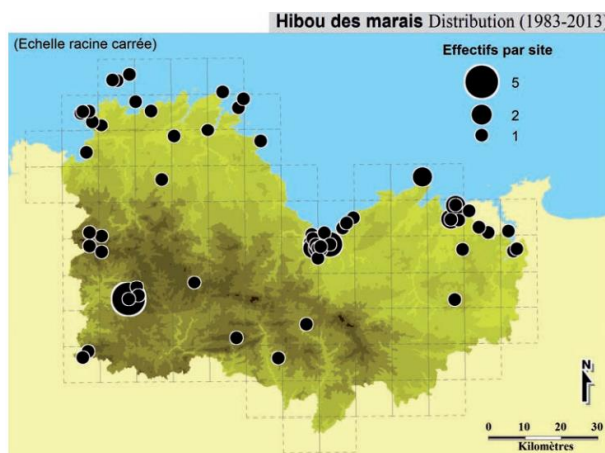 Hibou des marais Distribution (1983-2013)
(Echelle racine carrée)
Effectifs par site
5
2
1
N
0 10 20 30
Kilomètres